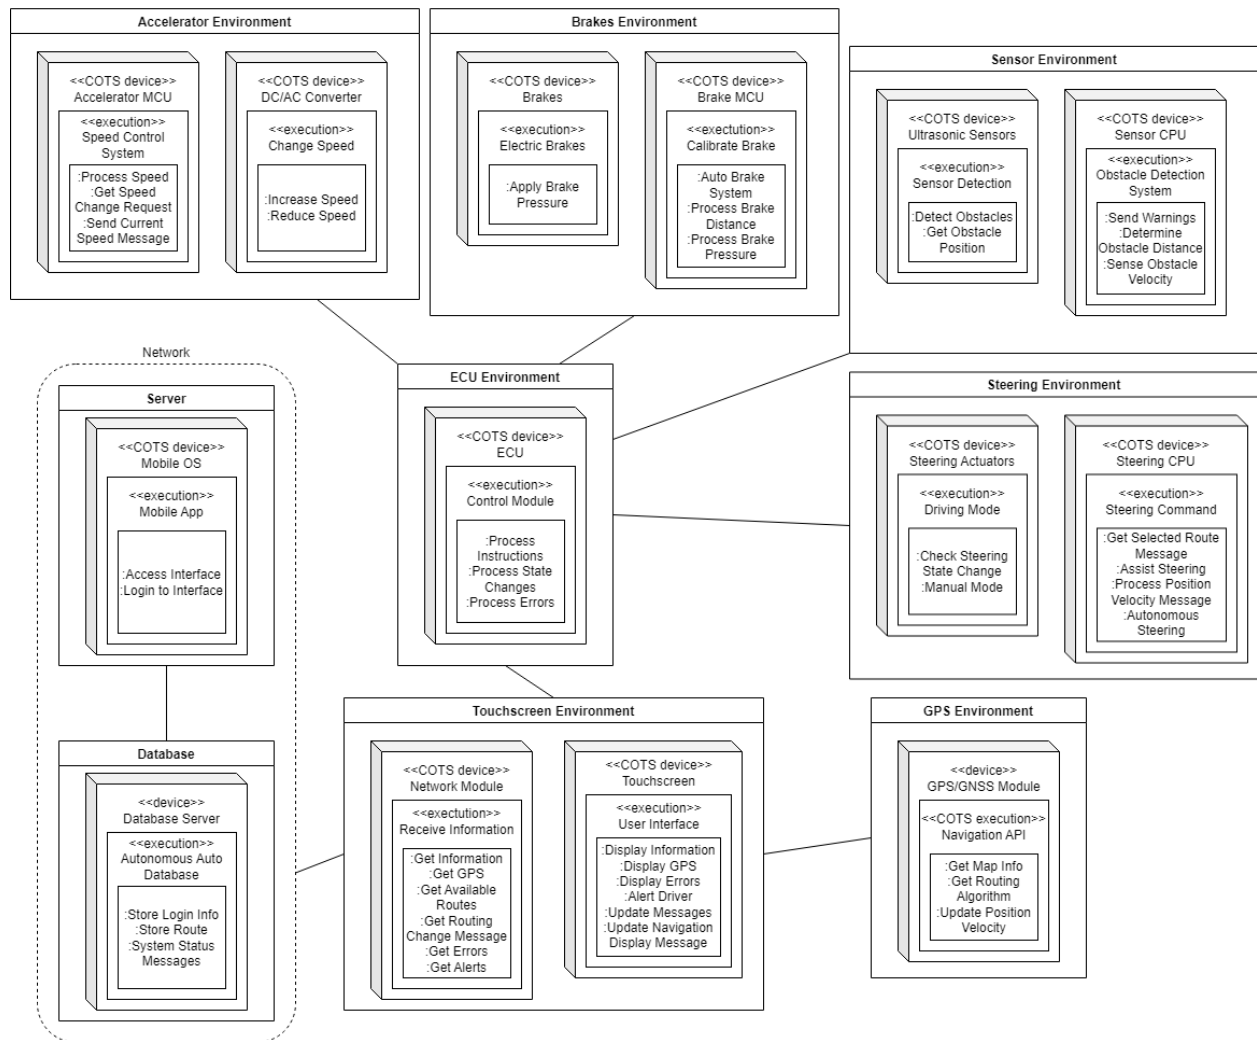 Accelerator Environment
<<COTS device>>
Accelerator MCU
<<execution>>
Speed Control
System
:Process Speed
:Get Speed
Change Request
:Send Current
Speed Message
<<COTS device>>
DC/AC Converter
<<execution>>
Change Speed
:Increase Speed
:Reduce Speed
Brakes Environment
<<COTS device>>
Brakes
<<execution>>
Electric Brakes
:Apply Brake
Pressure
<<COTS device>>
Brake MCU
<<exectution>>
Calibrate Brake
:Auto Brake
System
:Process Brake
Distance
:Process Brake
Pressure
Sensor Environment
<<COTS device>>
Ultrasonic Sensors
<<execution>>
Sensor Detection
:Detect Obstacles
:Get Obstacle
Position
<<COTS device>>
Sensor CPU
<<execution>>
Obstacle Detection
System
:Send Warnings
:Determine
Obstacle Distance
:Sense Obstacle
Velocity
Network
Server
<<COTS device>>
Mobile OS
<<execution>>
Mobile App
:Access Interface
:Login to Interface
ECU Environment
<<COTS device>>
ECU
<<execution>>
Control Module
:Process
Instructions
:Process State
Changes
:Process Errors
Steering Environment
<<COTS device>>
Steering Actuators
<<execution>>
Driving Mode
:Check Steering
State Change
:Manual Mode
<<COTS device>>
Steering CPU
<<execution>>
Steering Command
:Get Selected Route
Message
:Assist Steering
:Process Position
Velocity Message
:Autonomous
Steering
Database
<<device>>
Database Server
<<execution>>
Autonomous Auto
Database
:Store Login Info
:Store Route
:System Status
Messages
Touchscreen Environment
<<COTS device>>
Network Module
<<exectution>>
Receive Information
:Get Information
:Get GPS
:Get Available
Routes
:Get Routing
Change Message
:Get Errors
:Get Alerts
<<COTS device>>
Touchscreen
<<execution>>
User Interface
:Display Information
:Display GPS
:Display Errors
:Alert Driver
:Update Messages
:Update Navigation
Display Message
GPS Environment
<<device>>
GPS/GNSS Module
<<COTS execution>>
Navigation API
:Get Map Info
:Get Routing
Algorithm
:Update Position
Velocity